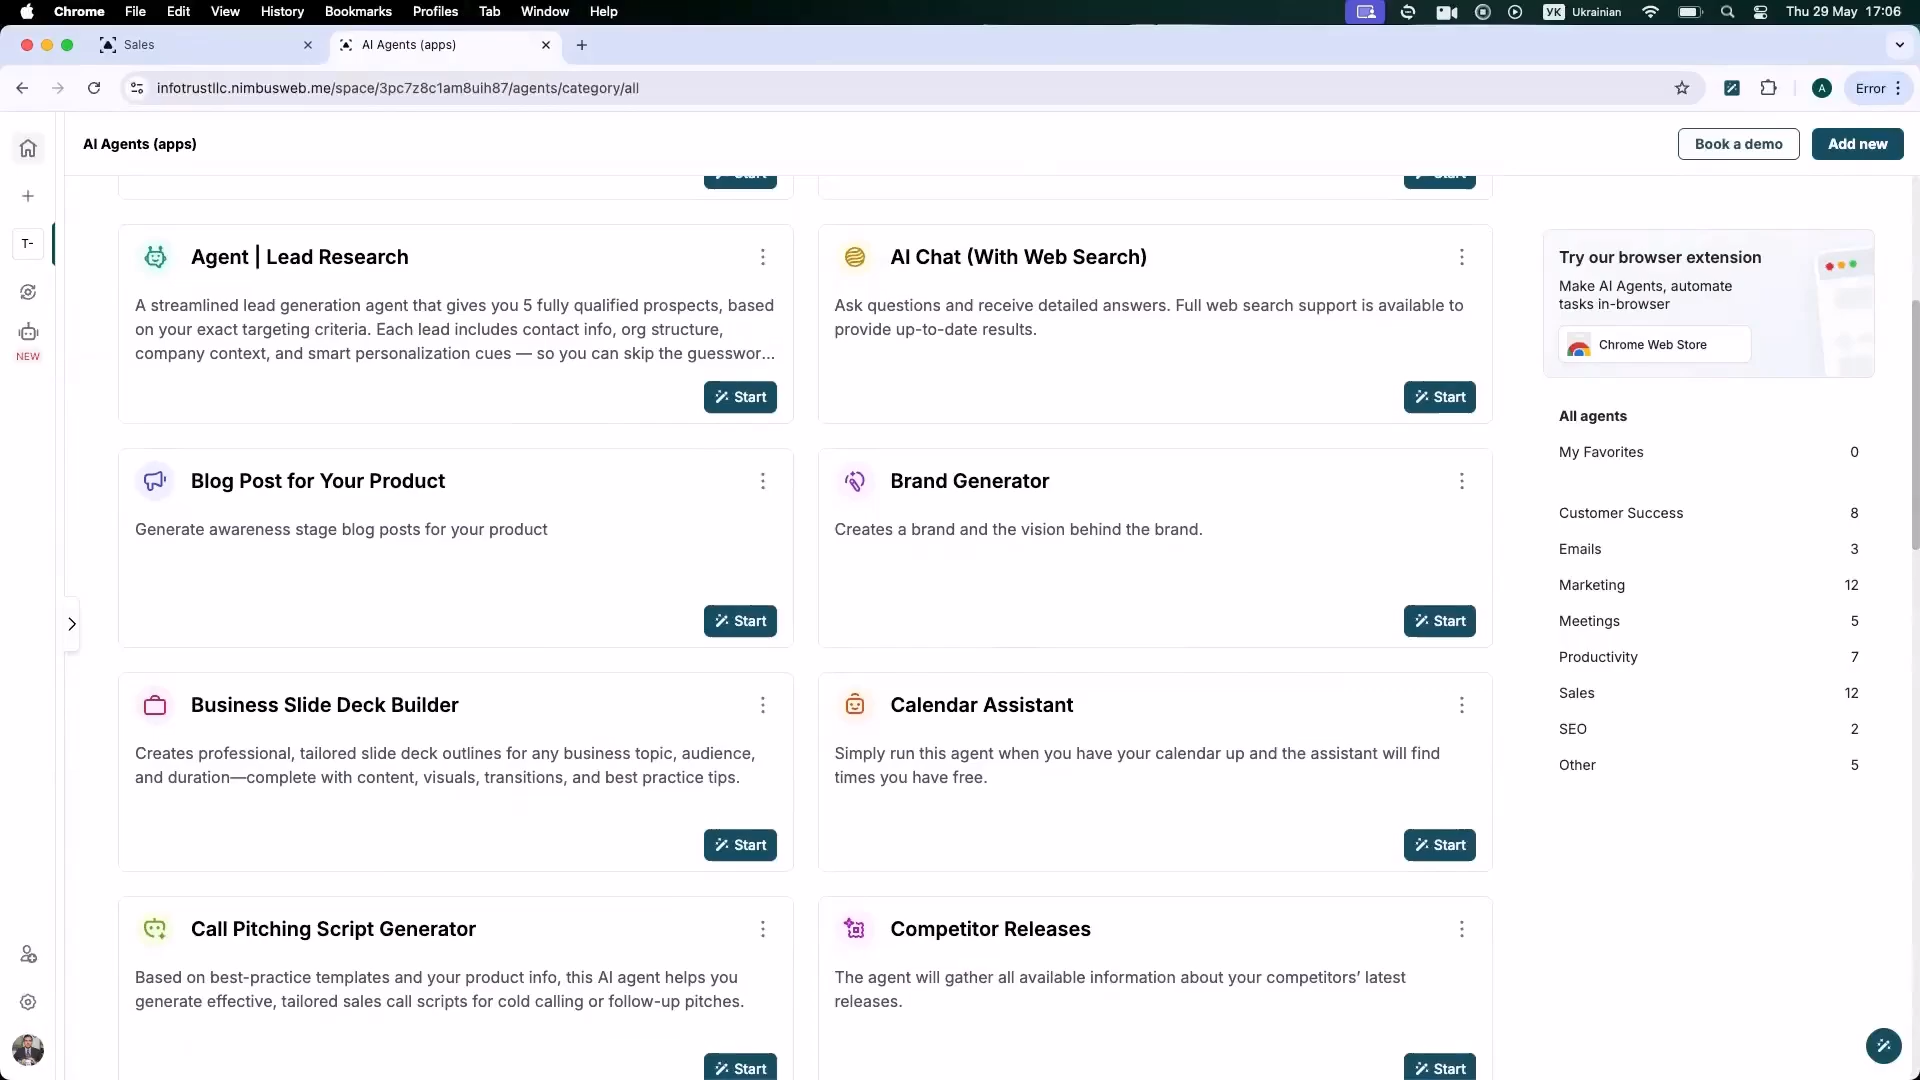 Chrome File Edit View History Bookmarks Profiles Tab Window Help
УК Ukrainian Thu 29 May 17:06
Sales
AI Agents (apps)
infotrustllc.nimbusweb.me/space/3pc7z8c1am8uih87/agents/category/all
A
Error
AI Agents (apps)
Book a demo
Add new
T-
NEW
Start
Start
Agent | Lead Research
A streamlined lead generation agent that gives you 5 fully qualified prospects, based
on your exact targeting criteria. Each lead includes contact info, org structure,
company context, and smart personalization cues — so you can skip the guesswor...
Start
AI Chat (With Web Search)
Ask questions and receive detailed answers. Full web search support is available to
provide up-to-date results.
Start
Blog Post for Your Product
Generate awareness stage blog posts for your product
Start
Brand Generator
Creates a brand and the vision behind the brand.
Start
Business Slide Deck Builder
Creates professional, tailored slide deck outlines for any business topic, audience,
and duration—complete with content, visuals, transitions, and best practice tips.
Start
Calendar Assistant
Simply run this agent when you have your calendar up and the assistant will find
times you have free.
Start
Call Pitching Script Generator
Based on best-practice templates and your product info, this AI agent helps you
generate effective, tailored sales call scripts for cold calling or follow-up pitches.
Start
Competitor Releases
The agent will gather all available information about your competitors’ latest
releases.
Start
Try our browser extension
Make AI Agents, automate
tasks in-browser
Chrome Web Store
All agents
My Favorites 0
Customer Success 8
Emails 3
Marketing 12
Meetings 5
Productivity 7
Sales 12
SEO 2
Other 5